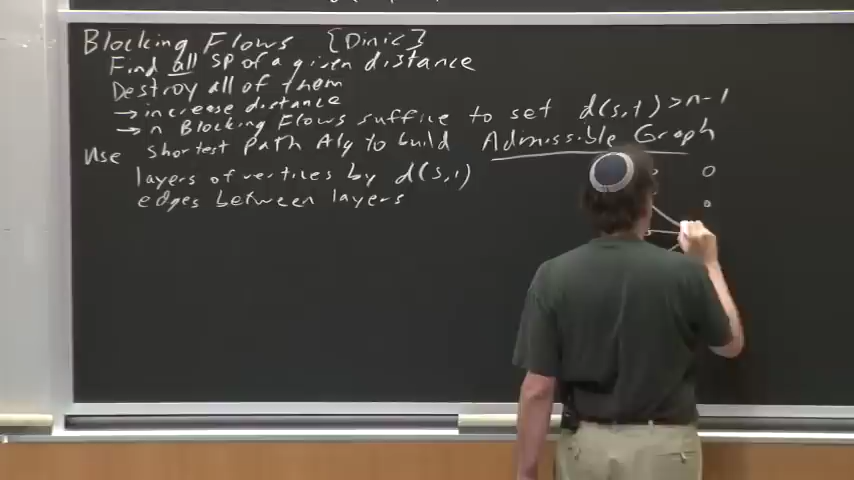 Blocking Flows [Dinic]
Find all SP of a given distance
Destroy all of them
→ increase distance
→ n Blocking Flows suffice to set d(s,t) > n-1
Use shortest Path Alg to build Admissible Graph
layers of vertices by d(s,i)
edges between layers